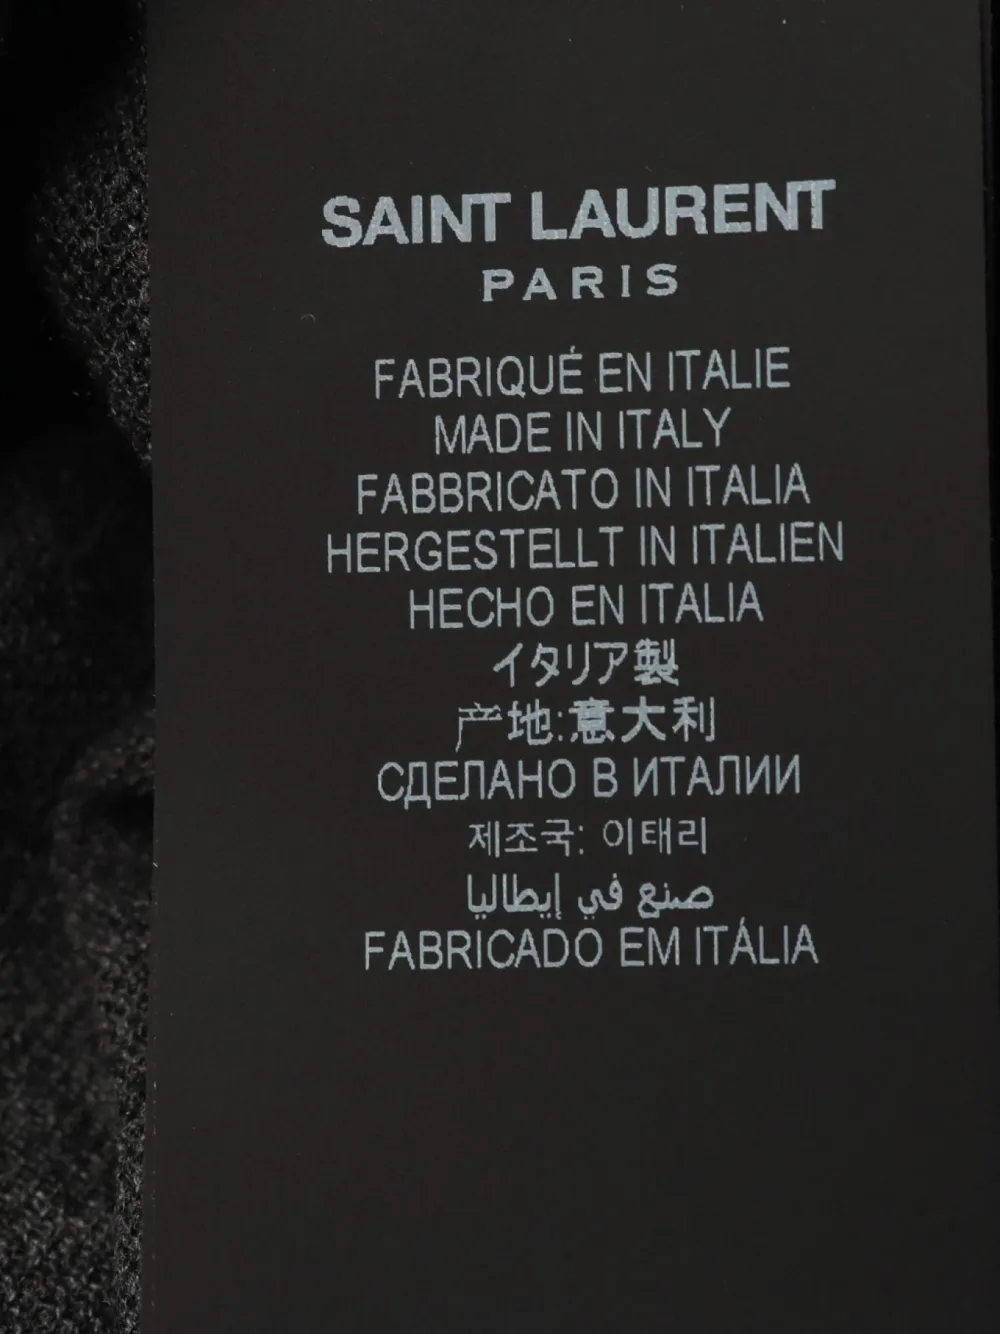 SAINT LAURENT
PARIS
FABRIQUÉ EN ITALIE
MADE IN ITALY
FABBRICATO IN ITALIA
HERGESTELLT IN ITALIEN
HECHO EN ITALIA
イタリア製
产地:意大利
СДЕЛАНО В ИТАЛИИ
제조국: 이태리
صنع في إيطاليا
FABRICADO EM ITÁLIA